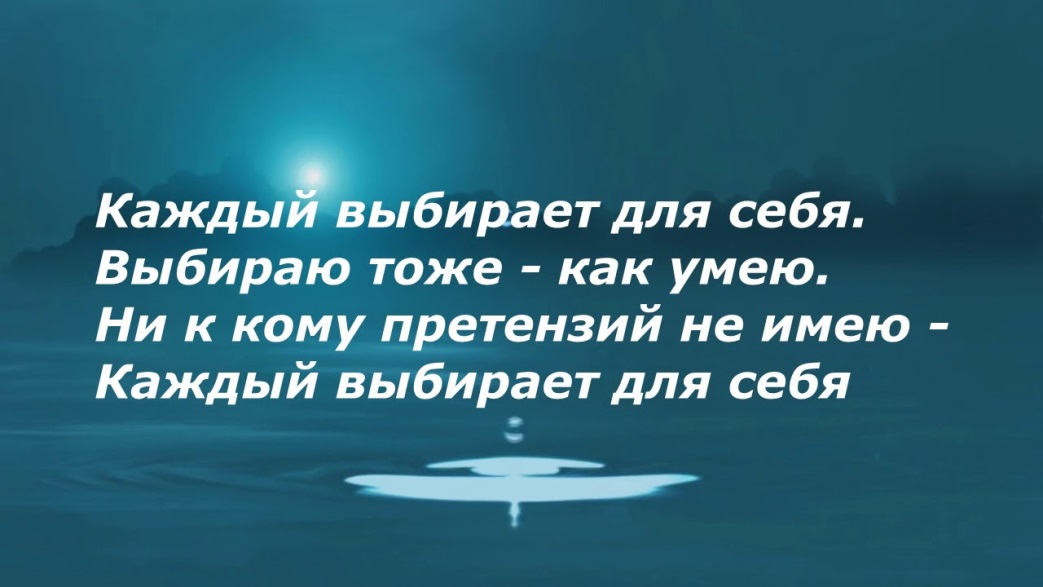 Каждый выбирает для себя.
Выбираю тоже - как умею.
Ни к кому претензий не имею -
Каждый выбирает для себя